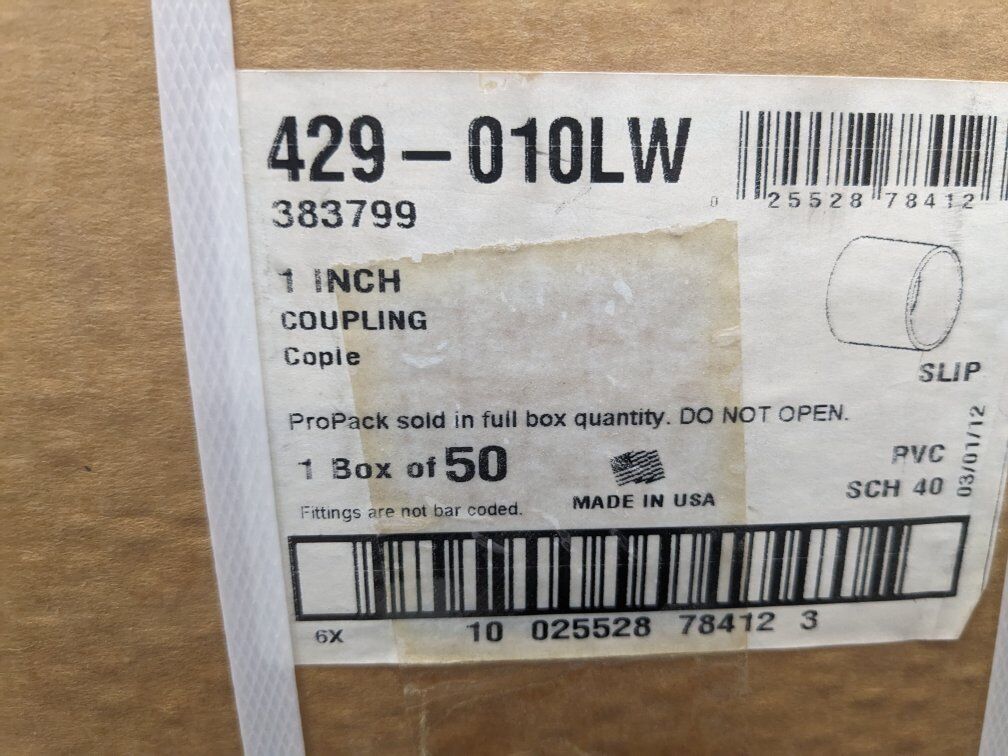 429-010LW
383799
0 25528 78412
1 INCH
COUPLING
Cople
SLIP
ProPack sold in full box quantity. DO NOT OPEN.
1 Box of 50
MADE IN USA
PVC
SCH 40
03/01/12
Fittings are not bar coded.
6X 10 025528 78412 3